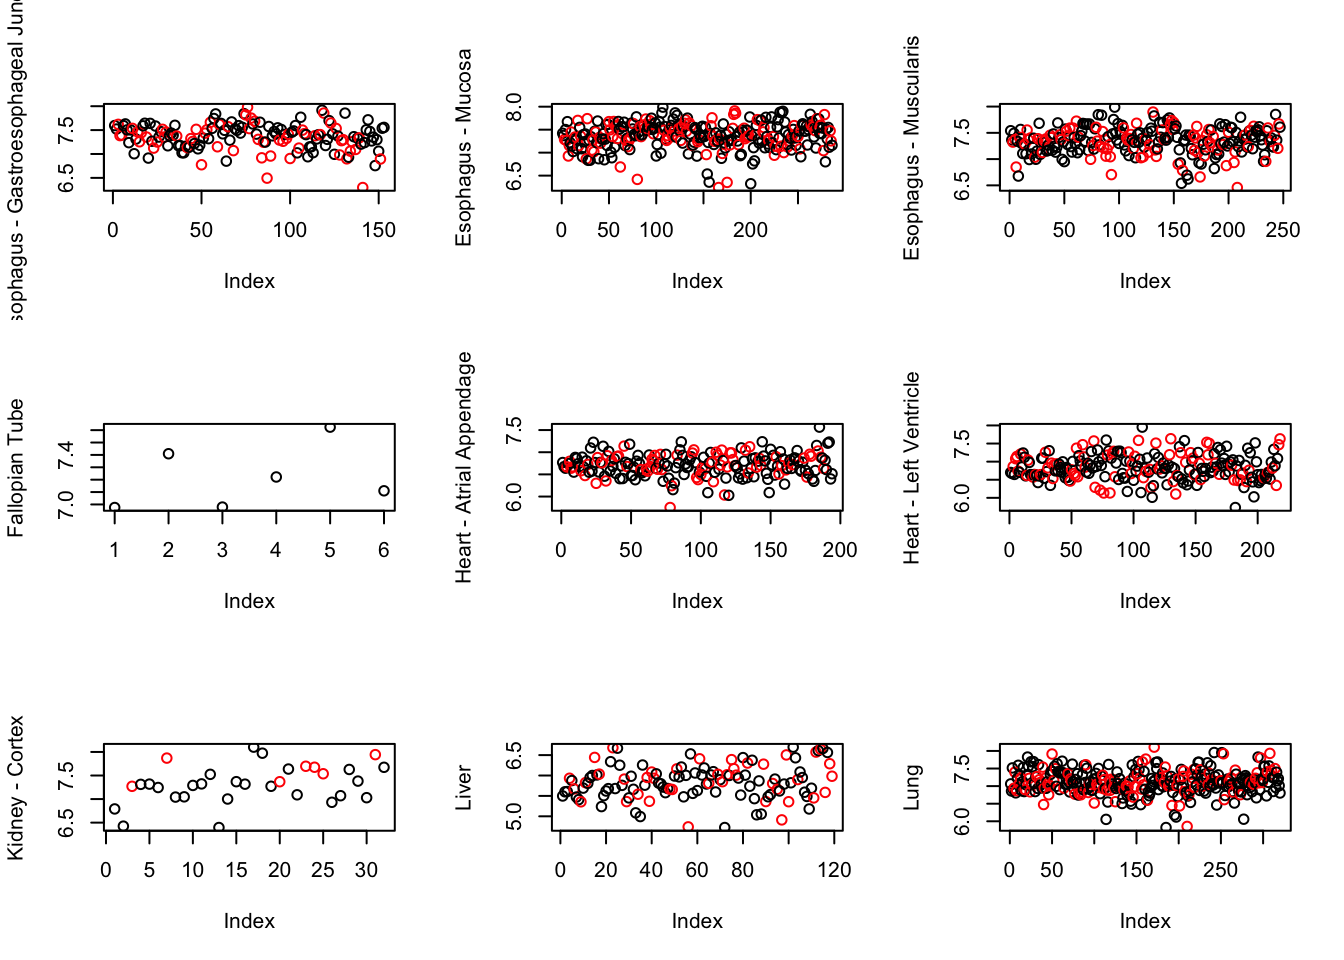 sophagus - Gastroesophageal Junc
6.5 7.5
0 50 100 150
Index
Esophagus - Mucosa
6.5 8.0
0 50 100 200
Index
Esophagus - Muscularis
6.5 7.5
0 50 100 150 200 250
Index
Fallopian Tube
7.0 7.4
1 2 3 4 5 6
Index
Heart - Atrial Appendage
6.0 7.5
0 50 100 150 200
Index
Heart - Left Ventricle
6.0 7.5
0 50 100 150 200
Index
Kidney - Cortex
6.5 7.5
0 5 10 15 20 25 30
Index
Liver
5.0 6.5
0 20 40 60 80 120
Index
Lung
6.0 7.5
0 50 150 250
Index